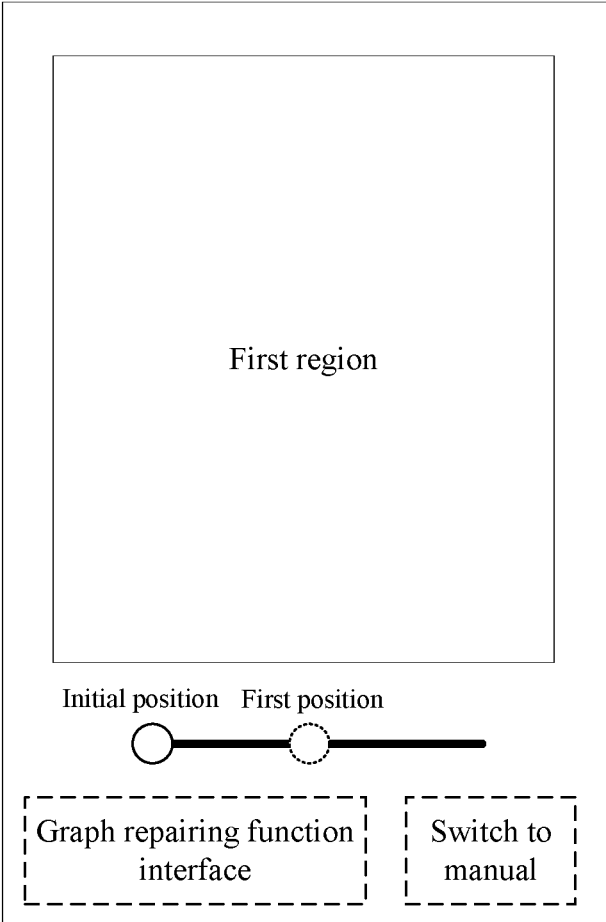 First region
Initial position
First position
Graph repairing function
interface
Switch to
manual